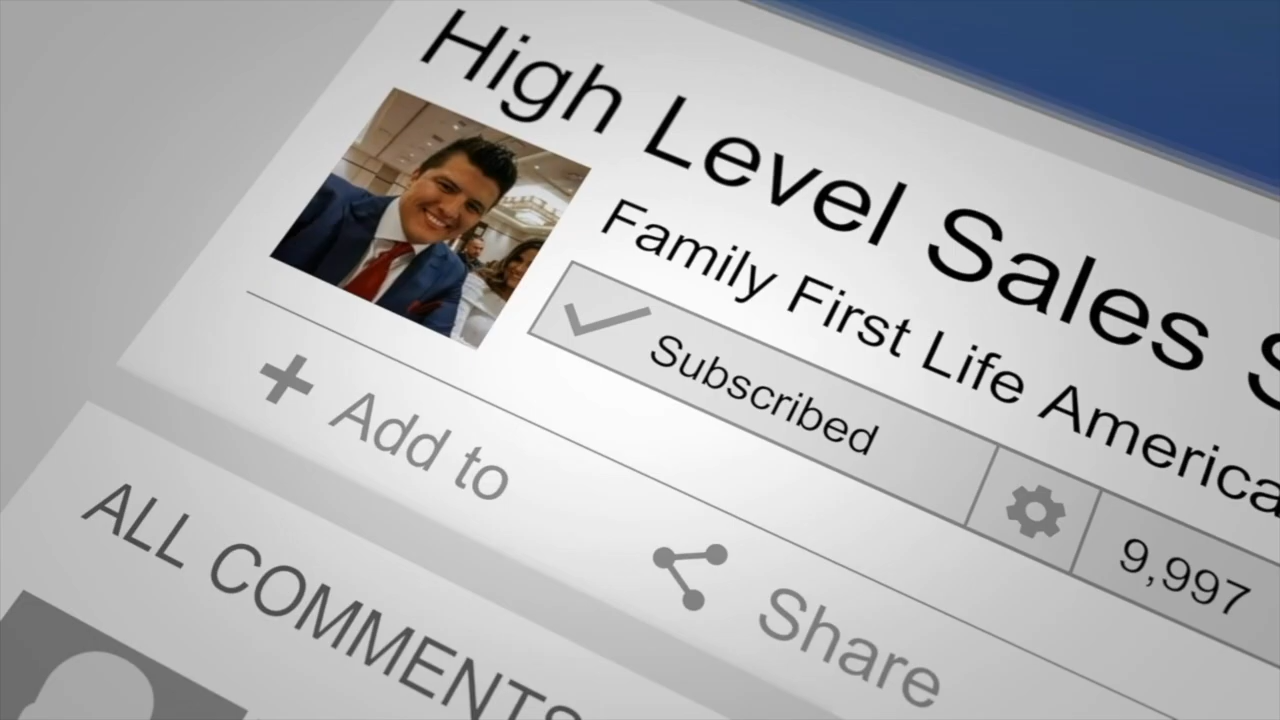 High Level Sales
Family First Life America
Subscribed
9,997
Add to
Share
ALL COMMENTS